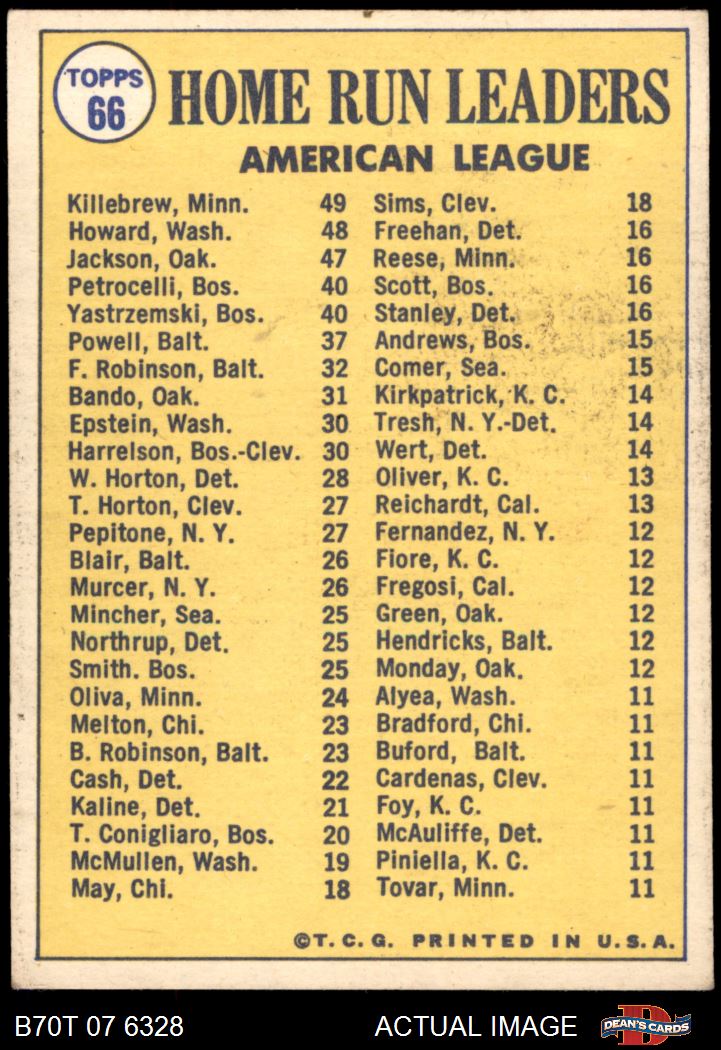 TOPPS
66
HOME RUN LEADERS
AMERICAN LEAGUE
Killebrew, Minn. 49
Howard, Wash. 48
Jackson, Oak. 47
Petrocelli, Bos. 40
Yastrzemski, Bos. 40
Powell, Balt. 37
F. Robinson, Balt. 32
Bando, Oak. 31
Epstein, Wash. 30
Harrelson, Bos.-Clev. 30
W. Horton, Det. 28
T. Horton, Clev. 27
Pepitone, N. Y. 27
Blair, Balt. 26
Murcer, N. Y. 26
Mincher, Sea. 25
Northrup, Det. 25
Smith. Bos. 25
Oliva, Minn. 24
Melton, Chi. 23
B. Robinson, Balt. 23
Cash, Det. 22
Kaline, Det. 21
T. Conigliaro, Bos. 20
McMullen, Wash. 19
May, Chi. 18
Sims, Clev. 18
Freehan, Det. 16
Reese, Minn. 16
Scott, Bos. 16
Stanley, Det. 16
Andrews, Bos. 15
Comer, Sea. 15
Kirkpatrick, K. C. 14
Tresh, N. Y.-Det. 14
Wert, Det. 14
Oliver, K. C. 13
Reichardt, Cal. 13
Fernandez, N. Y. 12
Fiore, K. C. 12
Fregosi, Cal. 12
Green, Oak. 12
Hendricks, Balt. 12
Monday, Oak. 12
Alyea, Wash. 11
Bradford, Chi. 11
Buford, Balt. 11
Cardenas, Clev. 11
Foy, K. C. 11
McAuliffe, Det. 11
Piniella, K. C. 11
Tovar, Minn. 11
©T. C. G. PRINTED IN U. S. A.
B70T 07 6328 ACTUAL IMAGE
D
DEAN'S CARDS